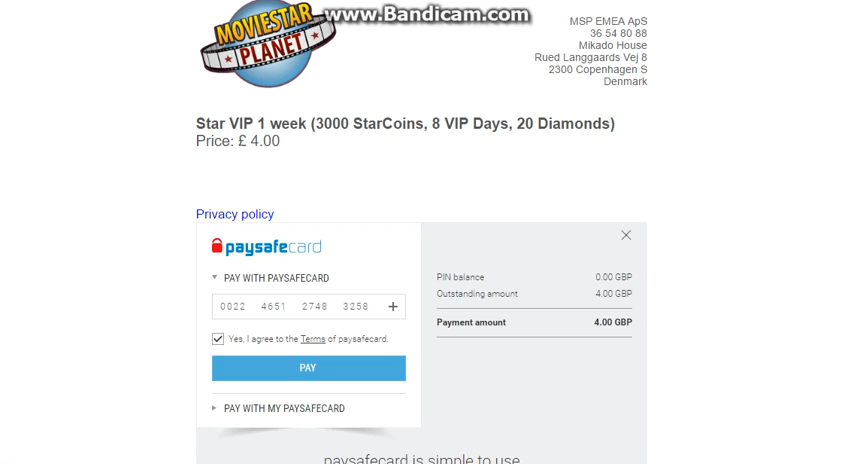 www.Bandicam.com
MOVIESTAR
PLANET
MSP EMEA ApS
36 54 80 88
Mikado House
Rued Langgaards Vej 8
2300 Copenhagen S
Denmark
Star VIP 1 week (3000 StarCoins, 8 VIP Days, 20 Diamonds)
Price: £ 4.00
Privacy policy
paysafecard
PAY WITH PAYSAFECARD
0022 4651 2748 3258 +
Yes, I agree to the Terms of paysafecard.
PAY
PAY WITH MY PAYSAFECARD
PIN balance 0.00 GBP
Outstanding amount 4.00 GBP
Payment amount 4.00 GBP
paysafecard is simple to use